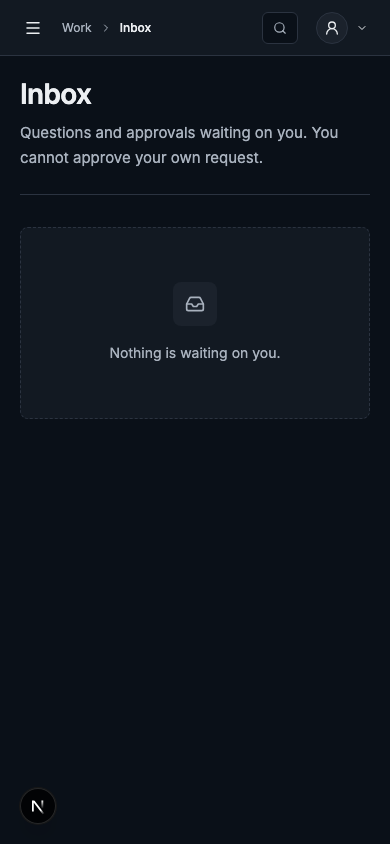 Work
Inbox
Inbox
Questions and approvals waiting on you. You
cannot approve your own request.
Nothing is waiting on you.
N